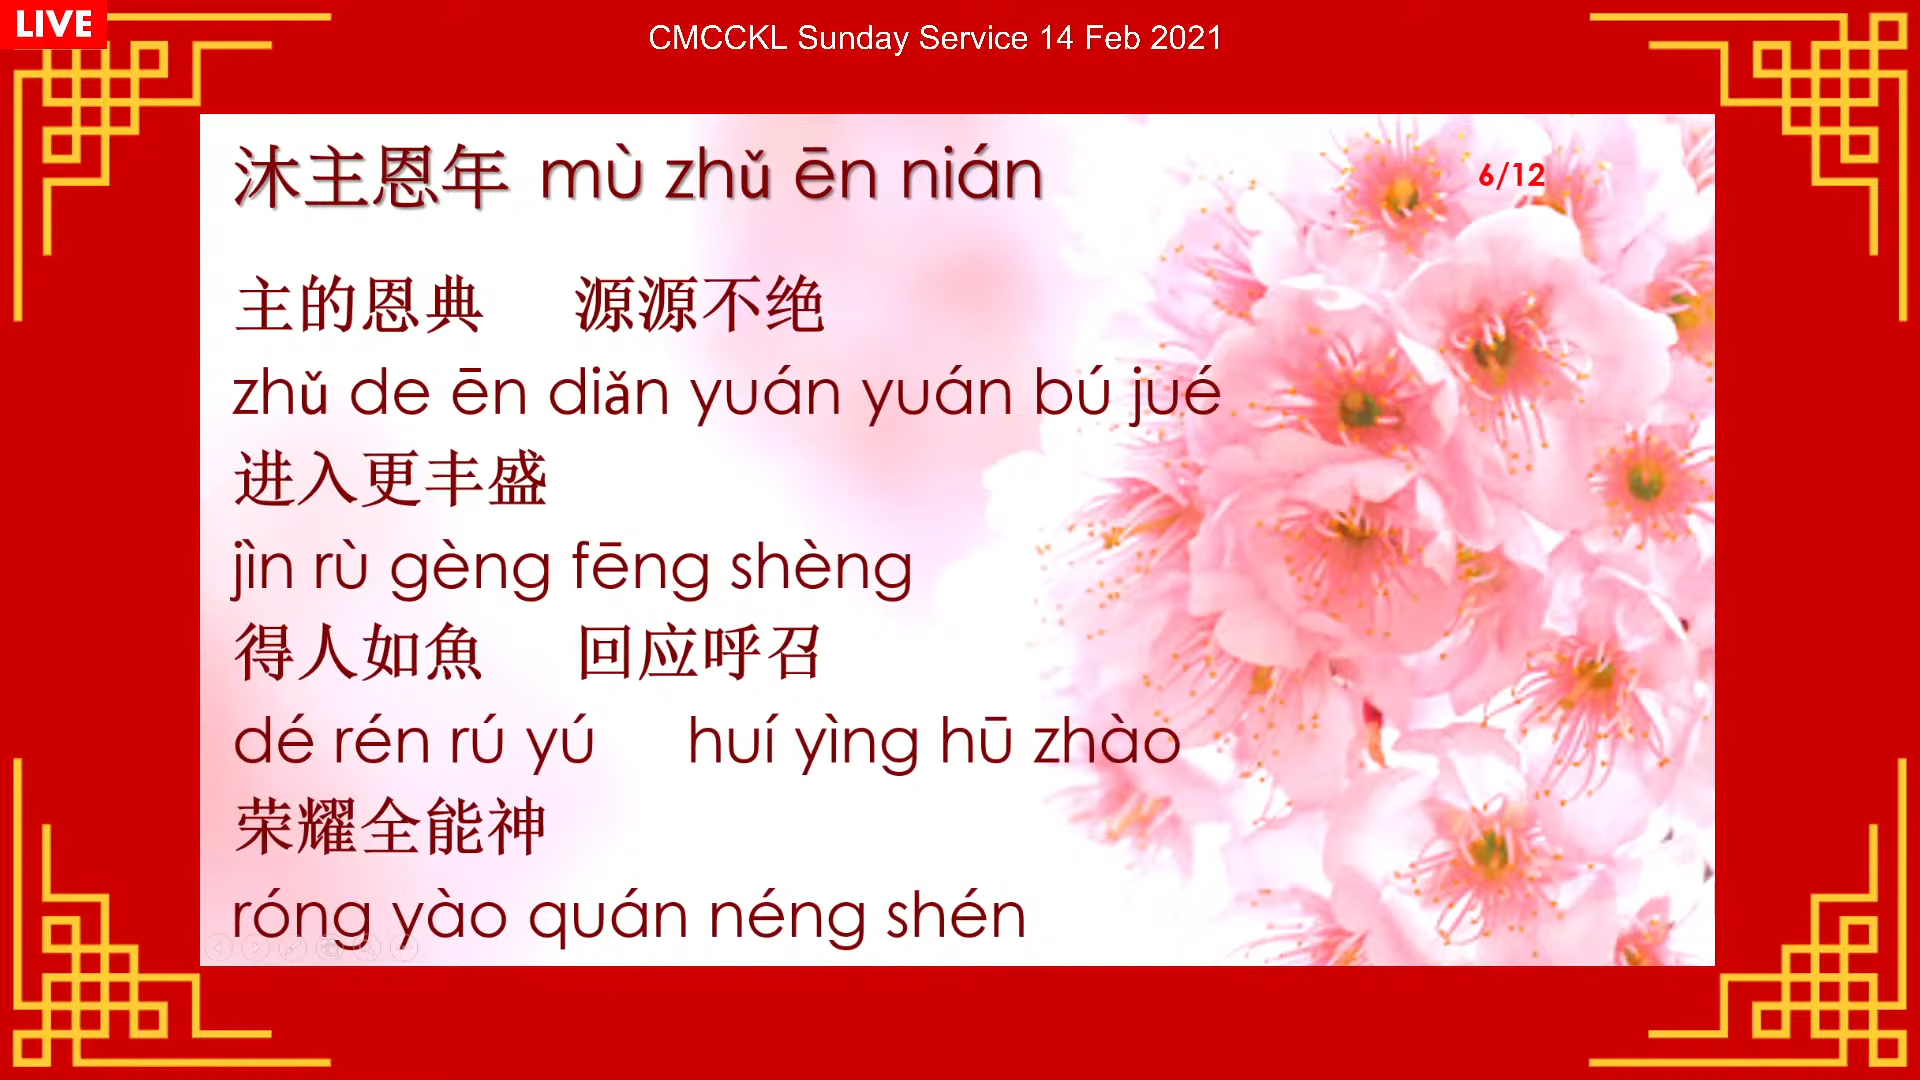 LIVE
CMCCKL Sunday Service 14 Feb 2021
沐主恩年 mù zhǔ ēn nián
6/12
主的恩典 源源不绝
zhǔ de ēn diǎn yuán yuán bú jué
进入更丰盛
jìn rù gèng fēng shèng
得人如魚 回应呼召
dé rén rú yú huí yìng hū zhào
荣耀全能神
róng yào quán néng shén